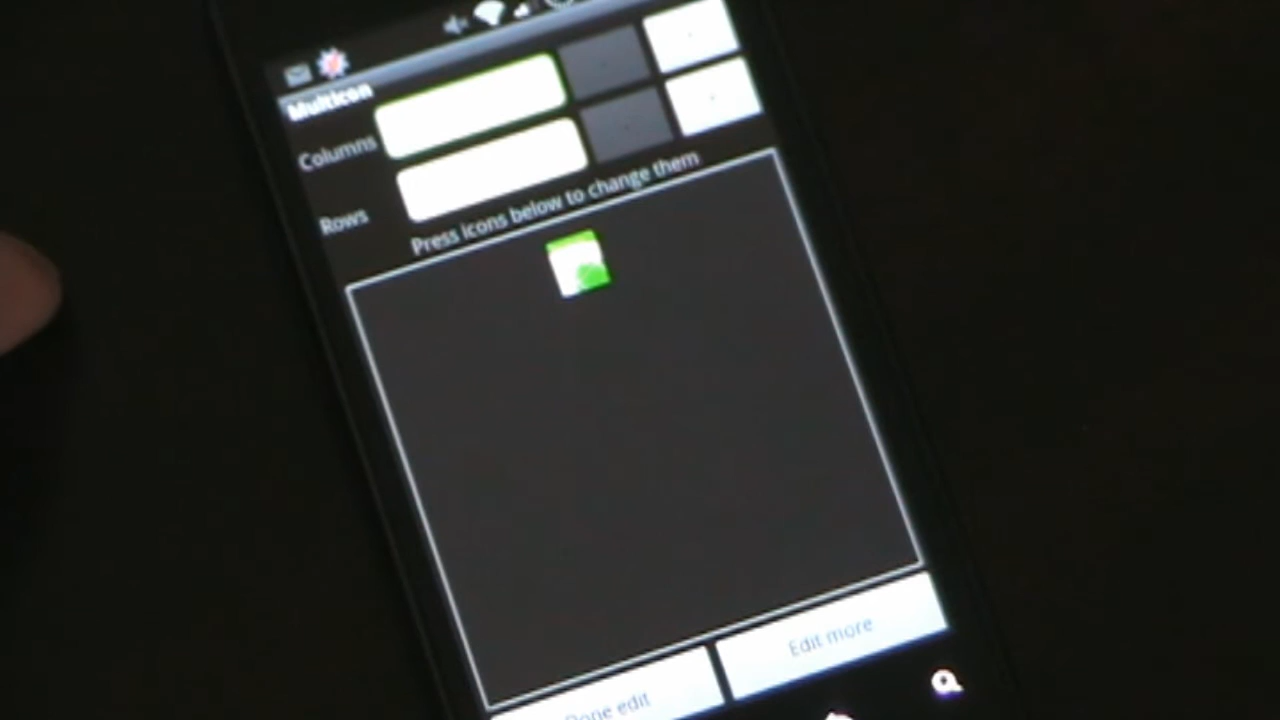 Multicon
Columns
Rows
Press icons below to change them
Done edit
Edit more